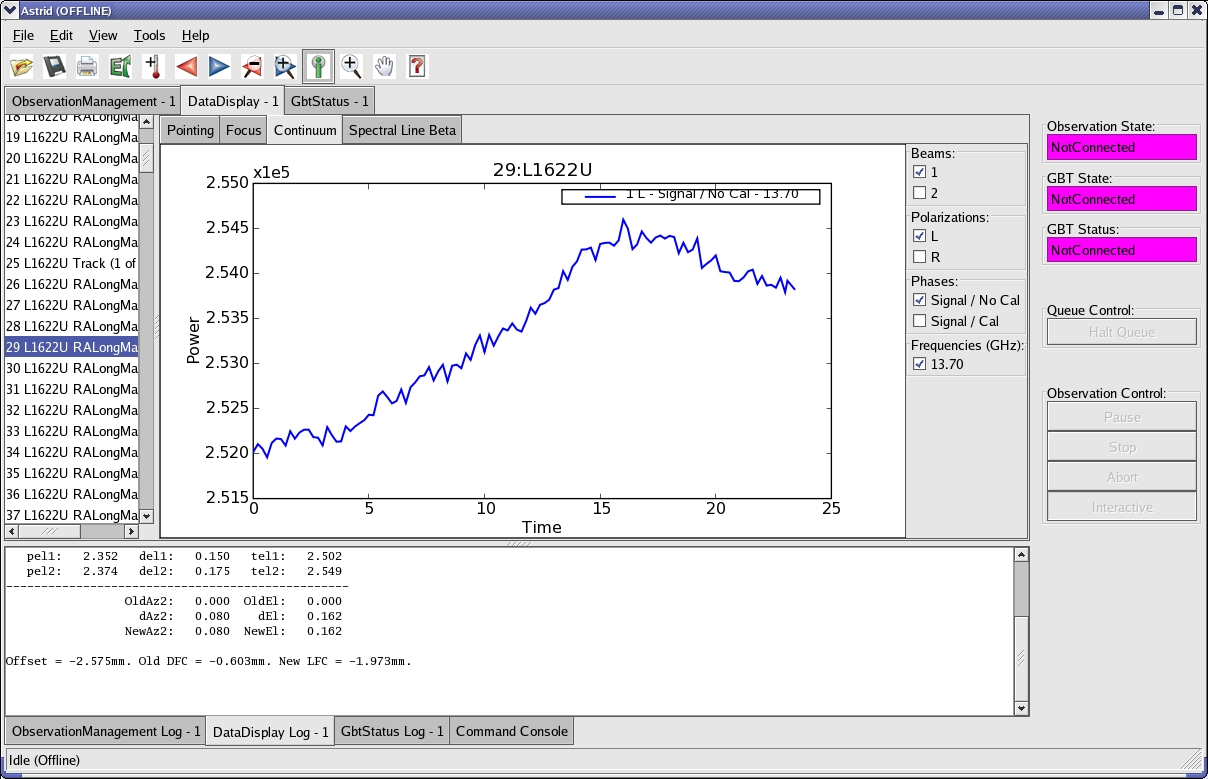 Astrid (OFFLINE)
File Edit View Tools Help
ObservationManagement - 1 DataDisplay - 1 GbtStatus - 1
18 L1622U RALongMa
19 L1622U RALongMa
20 L1622U RALongMa
21 L1622U RALongMa
22 L1622U RALongMa
23 L1622U RALongMa
24 L1622U RALongMa
25 L1622U Track (1 of
26 L1622U RALongMa
27 L1622U RALongMa
28 L1622U RALongMa
29 L1622U RALongMa
30 L1622U RALongMa
31 L1622U RALongMa
32 L1622U RALongMa
33 L1622U RALongMa
34 L1622U RALongMa
35 L1622U RALongMa
36 L1622U RALongMa
37 L1622U RALongMa
Pointing Focus Continuum Spectral Line Beta
x1e5 29:L1622U
1 L - Signal / No Cal - 13.70
2.550
2.545
2.540
2.535
2.530
2.525
2.520
2.515
Power
0 5 10 15 20 25
Time
Beams:
1
2
Polarizations:
L
R
Phases:
Signal / No Cal
Signal / Cal
Frequencies (GHz):
13.70
Observation State:
NotConnected
GBT State:
NotConnected
GBT Status:
NotConnected
Queue Control:
Halt Queue
Observation Control:
Pause
Stop
Abort
Interactive
pel1: 2.352 del1: 0.150 tel1: 2.502
pel2: 2.374 del2: 0.175 tel2: 2.549
-------------------------------------------------
OldAz2: 0.000 OldEl: 0.000
dAz2: 0.080 dEl: 0.162
NewAz2: 0.080 NewEl: 0.162
Offset = -2.575mm. Old DFC = -0.603mm. New LFC = -1.973mm.
ObservationManagement Log - 1 DataDisplay Log - 1 GbtStatus Log - 1 Command Console
Idle (Offline)